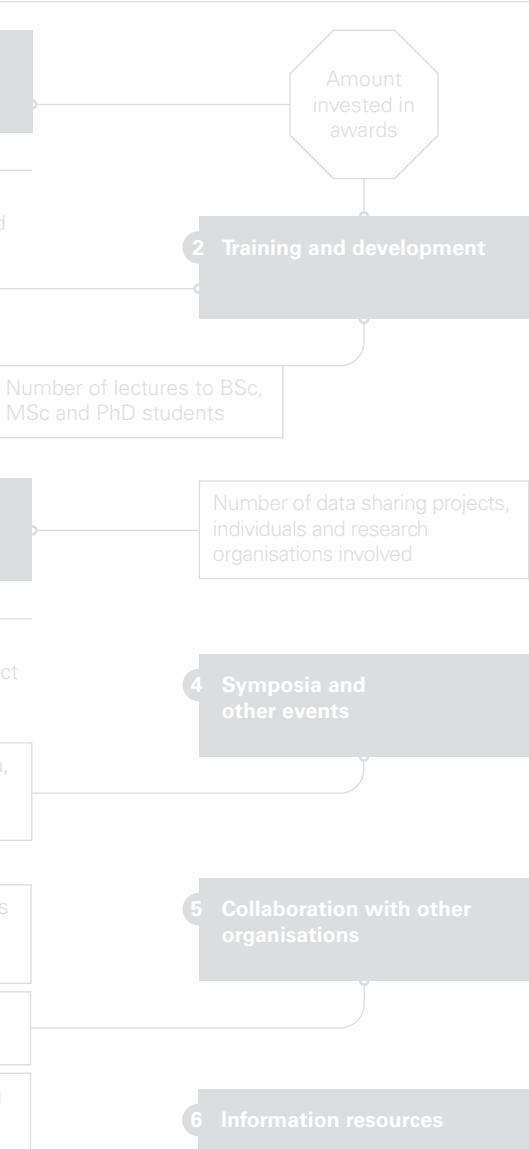 Amount
invested in
awards
2 Training and development
Number of lectures to BSc,
MSc and PhD students
Number of data sharing projects,
individuals and research
organisations involved
4 Symposia and
other events
5 Collaboration with other
organisations
6 Information resources